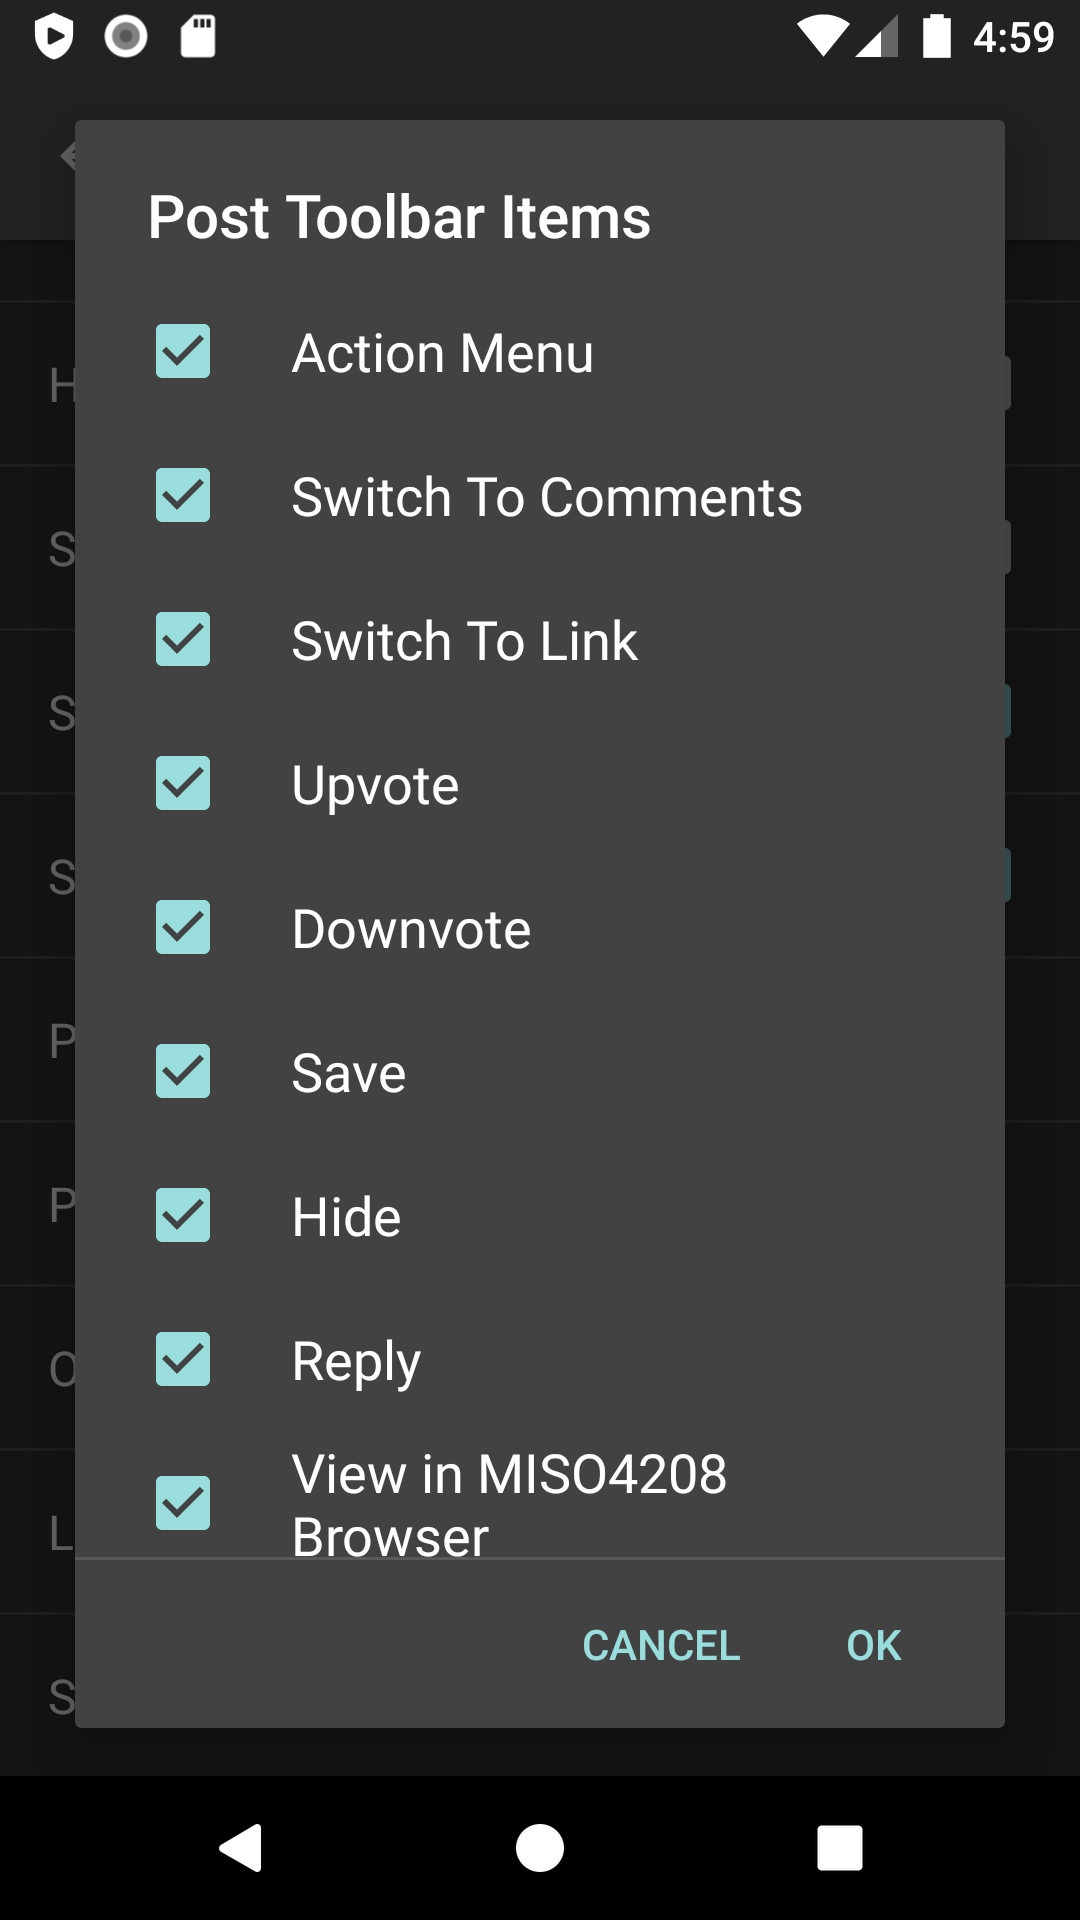 4:59
Post Toolbar Items
Action Menu
H
Switch To Comments
S
Switch To Link
S
Upvote
S
Downvote
P
Save
P
Hide
O
Reply
L
View in MISO4208
Browser
CANCEL
OK
S